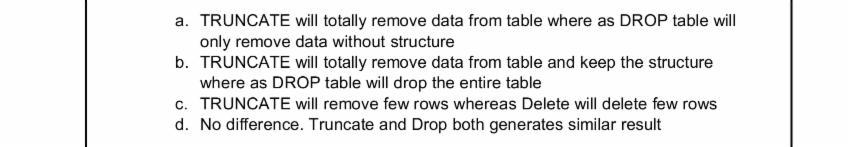 a. TRUNCATE will totally remove data from table where as DROP table will
only remove data without structure
b. TRUNCATE will totally remove data from table and keep the structure
where as DROP table will drop the entire table
c. TRUNCATE will remove few rows whereas Delete will delete few rows
d. No difference. Truncate and Drop both generates similar result